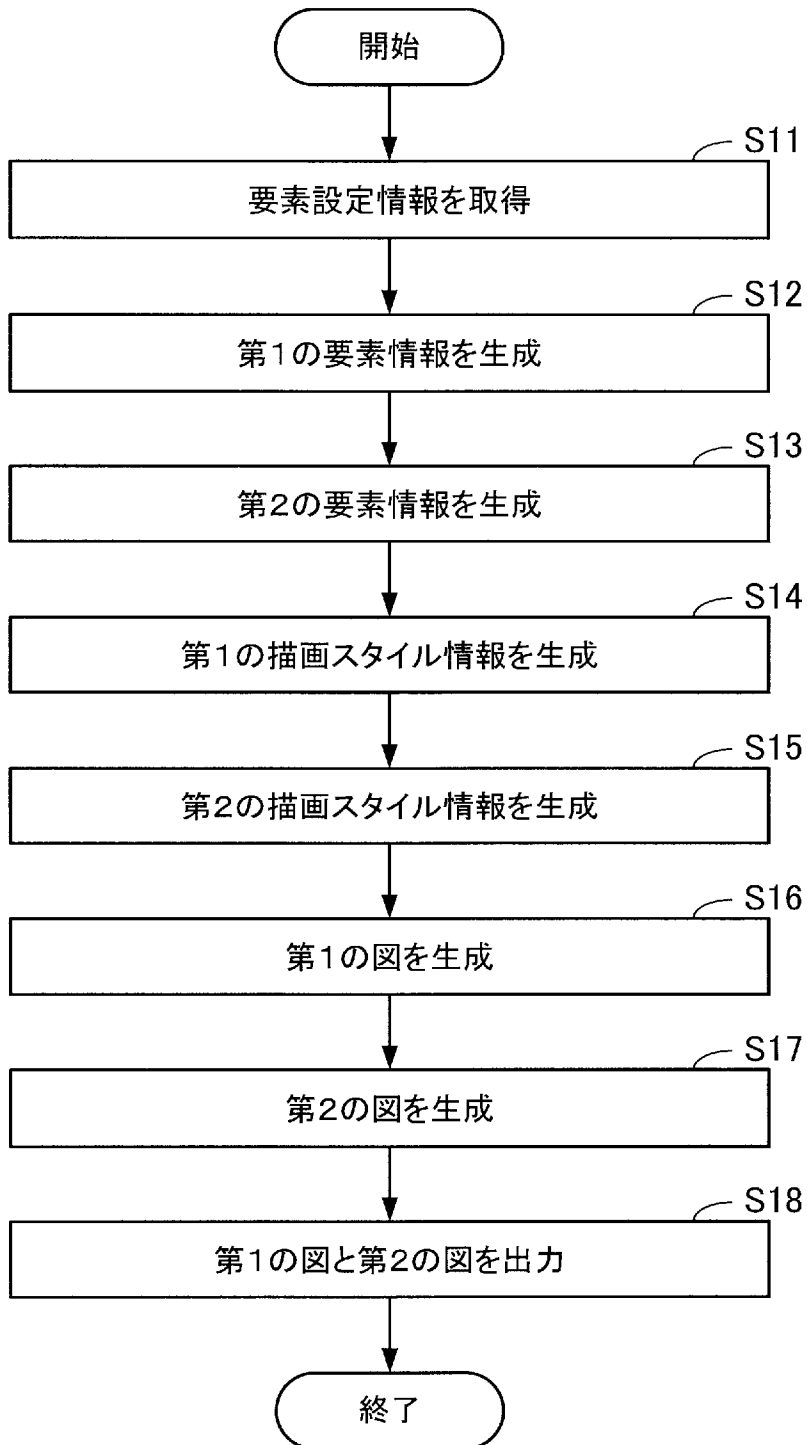 開始
S11
要素設定情報を取得
S12
第1の要素情報を生成
S13
第2の要素情報を生成
S14
第1の描画スタイル情報を生成
S15
第2の描画スタイル情報を生成
S16
第1の図を生成
S17
第2の図を生成
S18
第1の図と第2の図を出力
終了